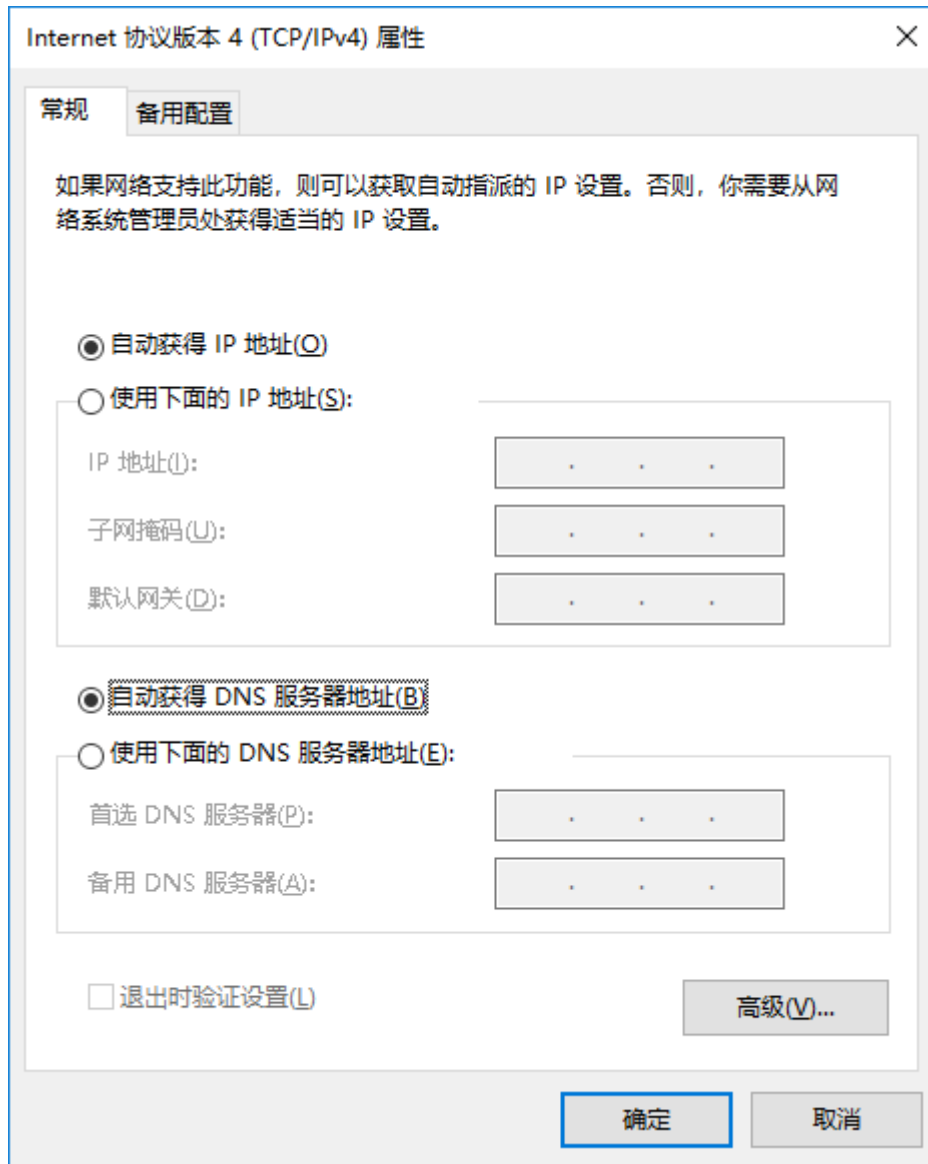 Internet 协议版本 4 (TCP/IPv4) 属性
常规
备用配置
如果网络支持此功能，则可以获取自动指派的 IP 设置。否则，你需要从网
络系统管理员处获得适当的 IP 设置。
自动获得 IP 地址(O)
使用下面的 IP 地址(S):
IP 地址(I):
子网掩码(U):
默认网关(D):
自动获得 DNS 服务器地址(B)
使用下面的 DNS 服务器地址(E):
首选 DNS 服务器(P):
备用 DNS 服务器(A):
退出时验证设置(L)
高级(V)...
确定
取消